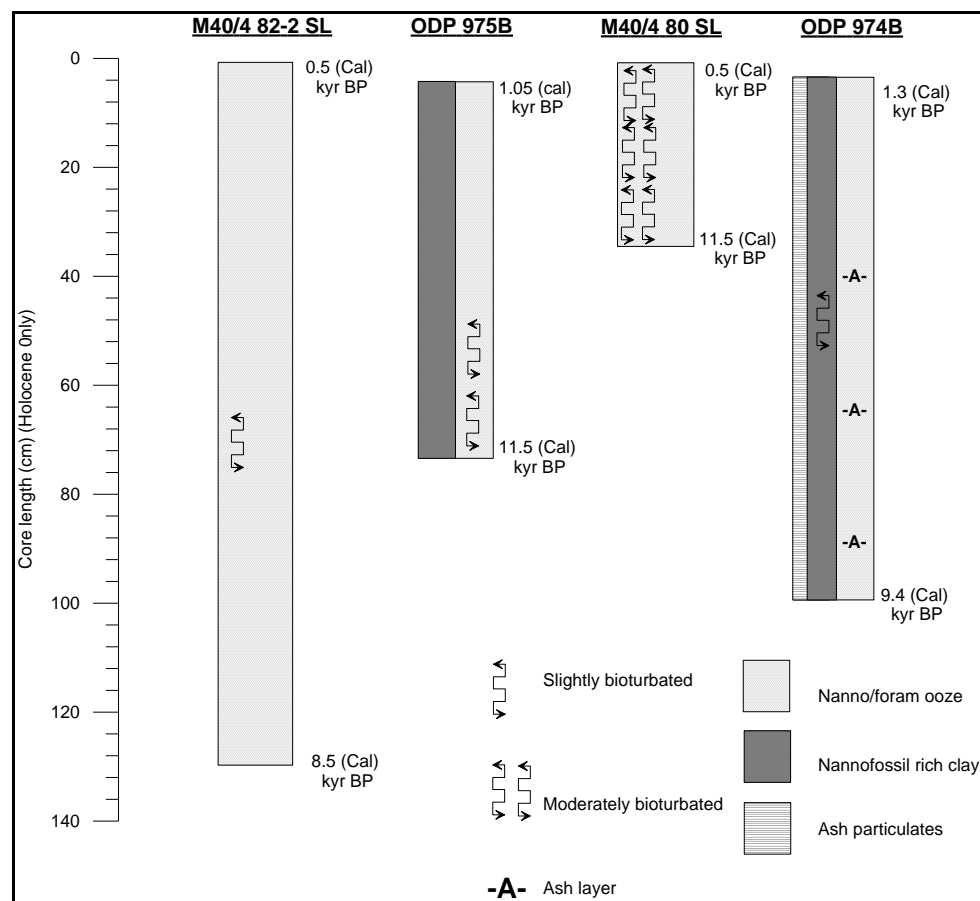 M40/4 82-2 SL
ODP 975B
M40/4 80 SL
ODP 974B
0
20
40
60
80
100
120
140
Core length (cm) (Holocene 0nly)
0.5 (Cal)
kyr BP
8.5 (Cal)
kyr BP
1.05 (cal)
kyr BP
11.5 (Cal)
kyr BP
0.5 (Cal)
kyr BP
11.5 (Cal)
kyr BP
1.3 (Cal)
kyr BP
-A-
-A-
-A-
9.4 (Cal)
kyr BP
Slightly bioturbated
Moderately bioturbated
-A- Ash layer
Nanno/foram ooze
Nannofossil rich clay
Ash particulates